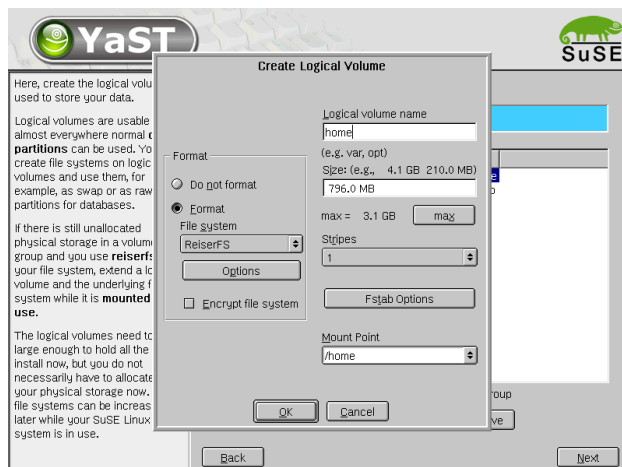 YaST
SuSE
Here, create the logical volu
used to store your data.
Logical volumes are usable
almost everywhere normal
partitions can be used. Yo
create file systems on logic
volumes and use them, for
example, as swap or as raw
partitions for databases.
If there is still unallocated
physical storage in a volum
group and you use reiserfs
your file system, extend a lo
volume and the underlying f
system while it is mounted
use.
The logical volumes need to
large enough to hold all the
install now, but you do not
necessarily have to allocate
your physical storage now.
file systems can be increas
later while your SuSE Linux
system is in use.
Create Logical Volume
Format
Do not format
Format
File system
ReiserFS
Options
Encrypt file system
Logical volume name
home
(e.g. var, opt)
Size: (e.g., 4.1 GB 210.0 MB)
796.0 MB
max = 3.1 GB
max
Stripes
1
Fstab Options
Mount Point
/home
OK
Cancel
oup
ve
Back
Next